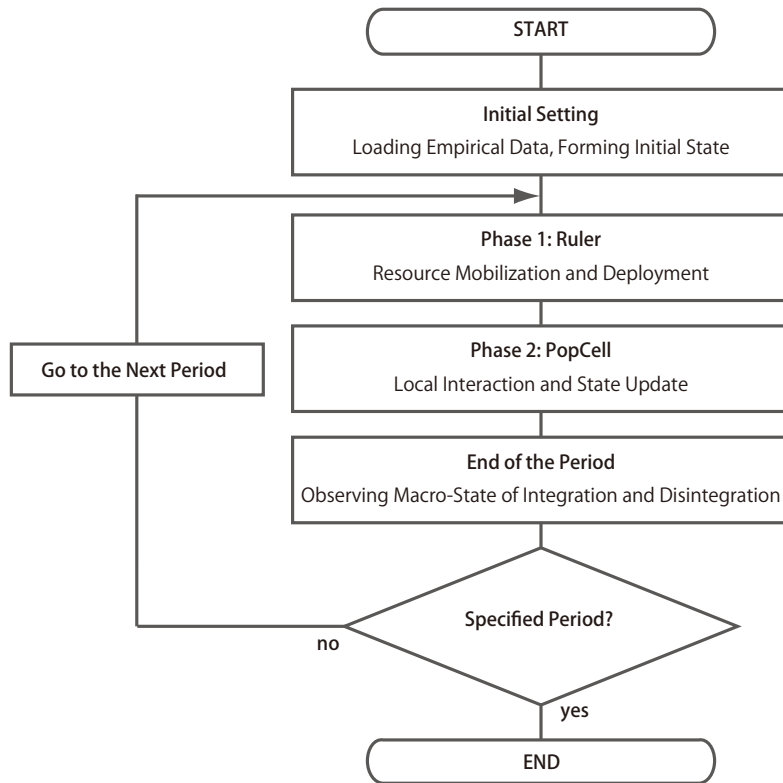 START
Initial Setting
Loading Empirical Data, Forming Initial State
Phase 1: Ruler
Resource Mobilization and Deployment
Phase 2: PopCell
Local Interaction and State Update
Go to the Next Period
End of the Period
Observing Macro-State of Integration and Disintegration
Specified Period?
no
yes
END